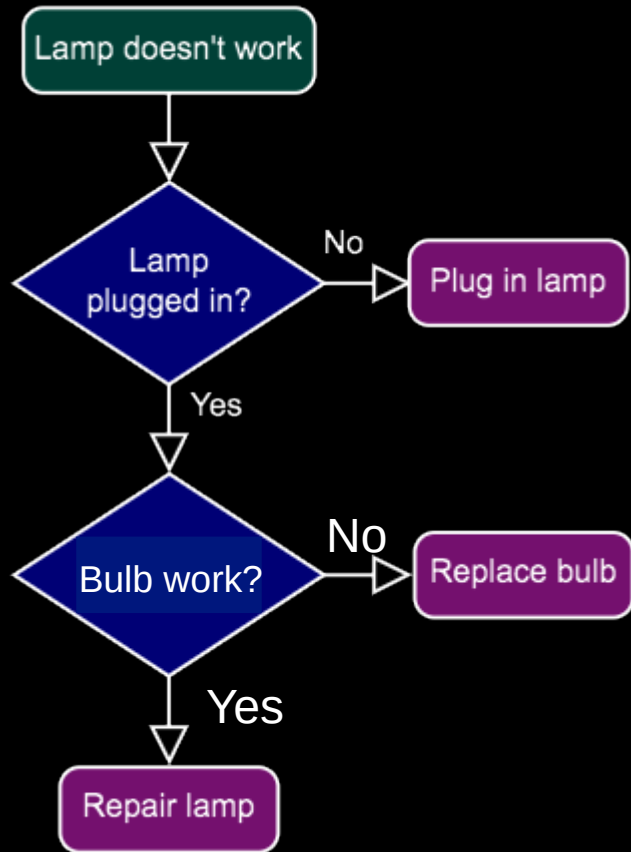 Lamp doesn't work
Lamp
plugged in?
No
Plug in lamp
Yes
Bulb work?
No
Replace bulb
Yes
Repair lamp